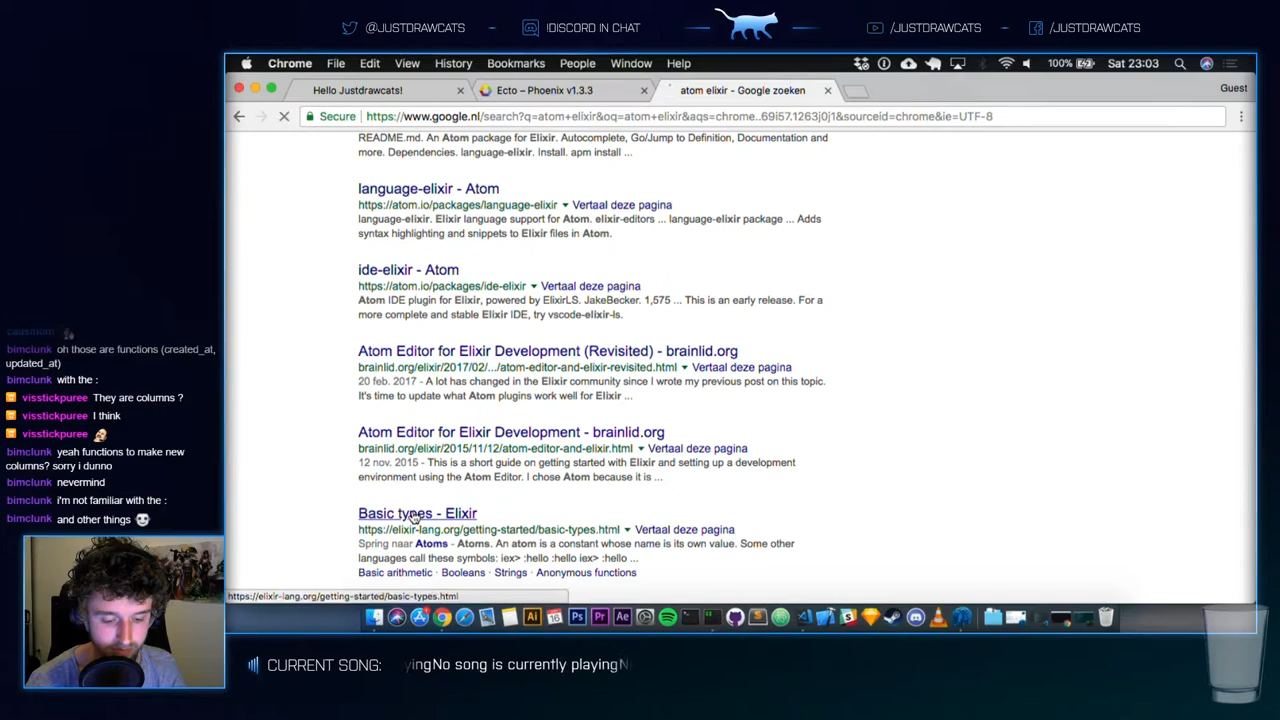 @JUSTDRAWCATS
!DISCORD IN CHAT
/JUSTDRAWCATS
/JUSTDRAWCATS
Chrome File Edit View History Bookmarks People Window Help
100% Sat 23:03
Hello Justdrawcats!
Ecto – Phoenix v1.3.3
atom elixir - Google zoeken
Guest
Secure https://www.google.nl/search?q=atom+elixir&oq=atom+elixir&aqs=chrome..69i57.1263j0j1&sourceid=chrome&ie=UTF-8
README.md. An Atom package for Elixir. Autocomplete, Go/Jump to Definition, Documentation and
more. Dependencies. language-elixir. Install. apm install ...
language-elixir - Atom
https://atom.io/packages/language-elixir Vertaal deze pagina
language-elixir. Elixir language support for Atom. elixir-editors ... language-elixir package ... Adds
syntax highlighting and snippets to Elixir files in Atom.
ide-elixir - Atom
https://atom.io/packages/ide-elixir Vertaal deze pagina
Atom IDE plugin for Elixir, powered by ElixirLS. JakeBecker. 1,575 ... This is an early release. For a
more complete and stable Elixir IDE, try vscode-elixir-ls.
Atom Editor for Elixir Development (Revisited) - brainlid.org
brainlid.org/elixir/2017/02/.../atom-editor-and-elixir-revisited.html Vertaal deze pagina
20 feb. 2017 - A lot has changed in the Elixir community since I wrote my previous post on this topic.
It's time to update what Atom plugins work well for Elixir ...
Atom Editor for Elixir Development - brainlid.org
brainlid.org/elixir/2015/11/12/atom-editor-and-elixir.html Vertaal deze pagina
12 nov. 2015 - This is a short guide on getting started with Elixir and setting up a development
environment using the Atom Editor. I chose Atom because it is ...
Basic types - Elixir
https://elixir-lang.org/getting-started/basic-types.html Vertaal deze pagina
Spring naar Atoms - Atoms. An atom is a constant whose name is its own value. Some other
languages call these symbols: iex> :hello :hello iex> :hello ...
Basic arithmetic · Booleans · Strings · Anonymous functions
https://elixir-lang.org/getting-started/basic-types.html
bimclunk oh those are functions (created_at,
updated_at)
bimclunk with the :
visstickpuree They are columns ?
visstickpuree I think
visstickpuree
bimclunk yeah functions to make new
columns? sorry i dunno
bimclunk nevermind
bimclunk i'm not familiar with the :
bimclunk and other things
CURRENT SONG:
yingNo song is currently playingN